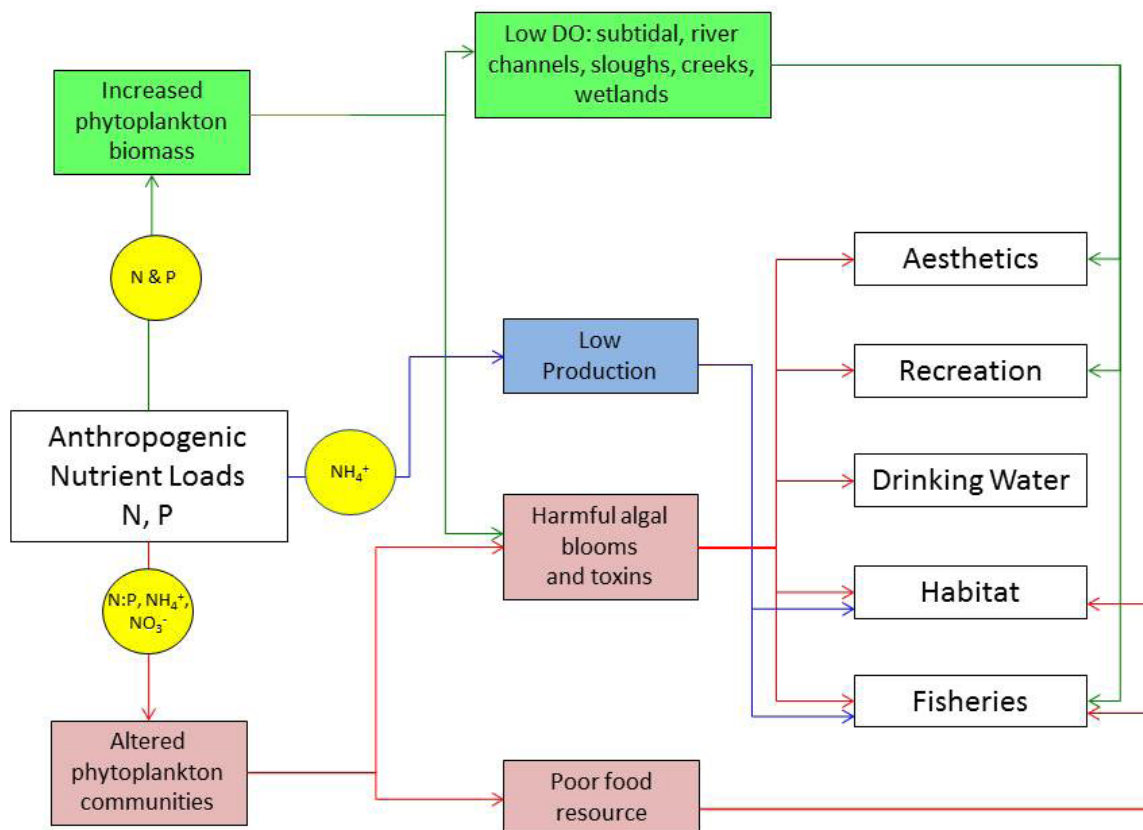 Low DO: subtidal, river
channels, sloughs, creeks,
wetlands
Increased
phytoplankton
biomass
N & P
Aesthetics
Low
Production
Recreation
Anthropogenic
Nutrient Loads
N, P
NH₄⁺
Drinking Water
Harmful algal
blooms
and toxins
Habitat
N:P, NH₄⁺,
NO₃⁻
Fisheries
Altered
phytoplankton
communities
Poor food
resource